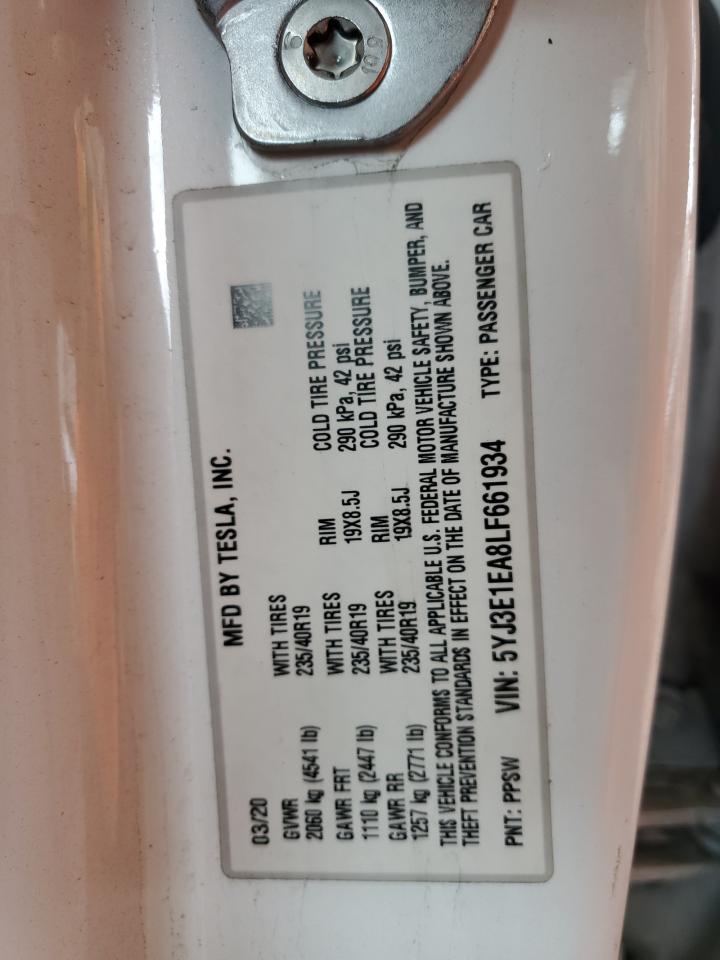 6 10.9
MFD BY TESLA, INC.
03/20
GVWR WITH TIRES
2060 kg (4541 lb) 235/40R19
GAWR FRT WITH TIRES RIM COLD TIRE PRESSURE
1110 kg (2447 lb) 235/40R19 19X8.5J 290 kPa, 42 psi
GAWR RR WITH TIRES RIM COLD TIRE PRESSURE
1257 kg (2771 lb) 235/40R19 19X8.5J 290 kPa, 42 psi
THIS VEHICLE CONFORMS TO ALL APPLICABLE U.S. FEDERAL MOTOR VEHICLE SAFETY, BUMPER, AND
THEFT PREVENTION STANDARDS IN EFFECT ON THE DATE OF MANUFACTURE SHOWN ABOVE.
PNT: PPSW VIN: 5YJ3E1EA8LF661934 TYPE: PASSENGER CAR